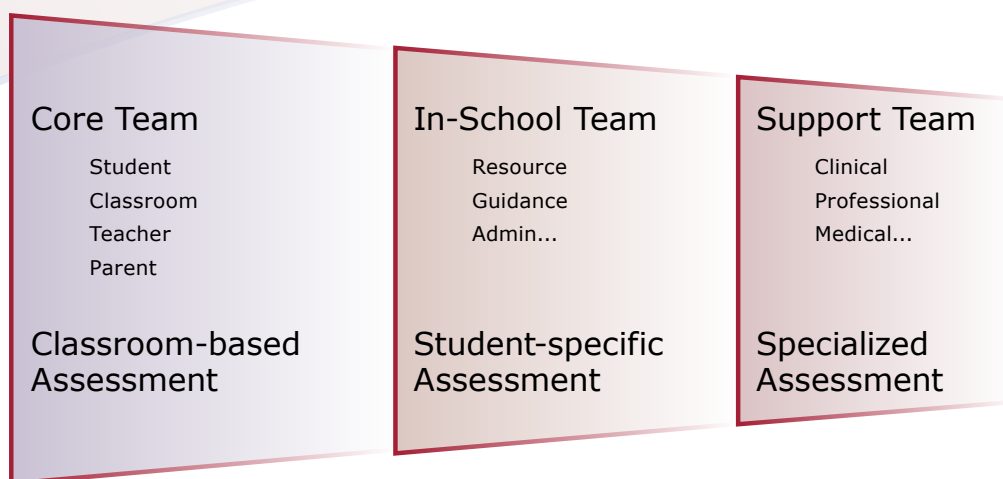 Core Team
Student
Classroom
Teacher
Parent
Classroom-based
Assessment
In-School Team
Resource
Guidance
Admin...
Student-specific
Assessment
Support Team
Clinical
Professional
Medical...
Specialized
Assessment